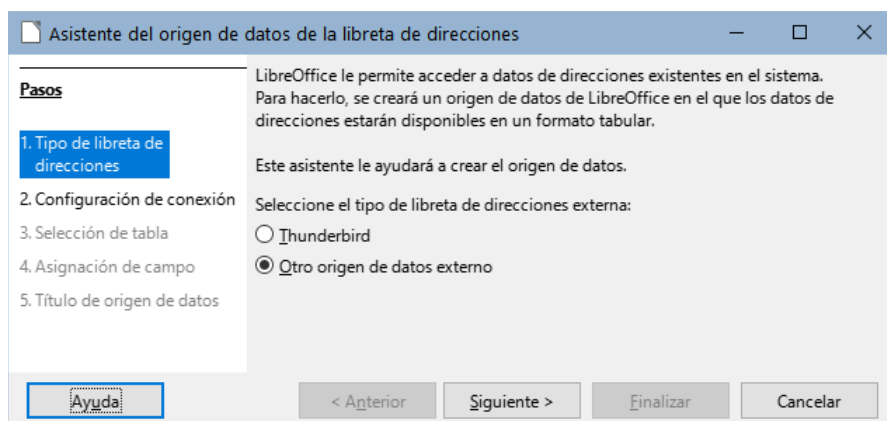 Asistente del origen de datos de la libreta de direcciones
Pasos
1. Tipo de libreta de
direcciones
2. Configuración de conexión
3. Selección de tabla
4. Asignación de campo
5. Título de origen de datos
LibreOffice le permite acceder a datos de direcciones existentes en el sistema.
Para hacerlo, se creará un origen de datos de LibreOffice en el que los datos de
direcciones estarán disponibles en un formato tabular.
Este asistente le ayudará a crear el origen de datos.
Seleccione el tipo de libreta de direcciones externa:
Thunderbird
Otro origen de datos externo
Ayuda
< Anterior
Siguiente >
Finalizar
Cancelar